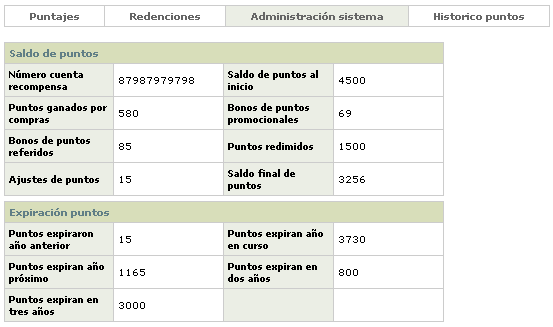 Puntajes Redenciones Administración sistema Historico puntos
Saldo de puntos
Número cuenta recompensa 87987979798 Saldo de puntos al inicio 4500
Puntos ganados por compras 580 Bonos de puntos promocionales 69
Bonos de puntos referidos 85 Puntos redimidos 1500
Ajustes de puntos 15 Saldo final de puntos 3256
Expiración puntos
Puntos expiraron año anterior 15 Puntos expiran año en curso 3730
Puntos expiran año próximo 1165 Puntos expiran en dos años 800
Puntos expiran en tres años 3000